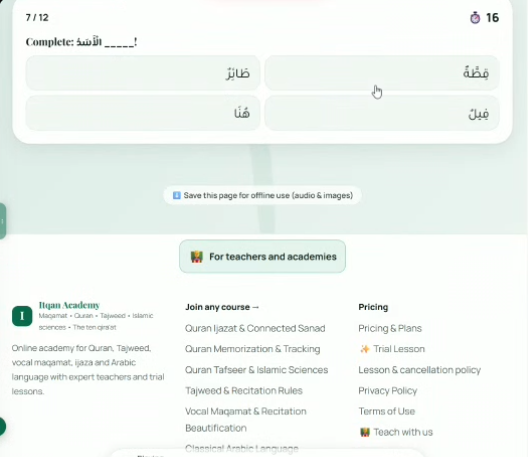 7 / 12
16
Complete: الْأَسَدُ _____!
طَائِرٌ
قِطَّةٌ
هُنَا
فِيلٌ
Save this page for offline use (audio & images)
For teachers and academies
I
Itqan Academy
Maqamat • Quran • Tajweed • Islamic
sciences • The ten qira'at
Online academy for Quran, Tajweed,
vocal maqamat, ijaza and Arabic
language with expert teachers and trial
lessons.
Join any course →
Quran Ijazat & Connected Sanad
Quran Memorization & Tracking
Quran Tafseer & Islamic Sciences
Tajweed & Recitation Rules
Vocal Maqamat & Recitation
Beautification
Classical Arabic Language
Pricing
Pricing & Plans
✨ Trial Lesson
Lesson & cancellation policy
Privacy Policy
Terms of Use
Teach with us